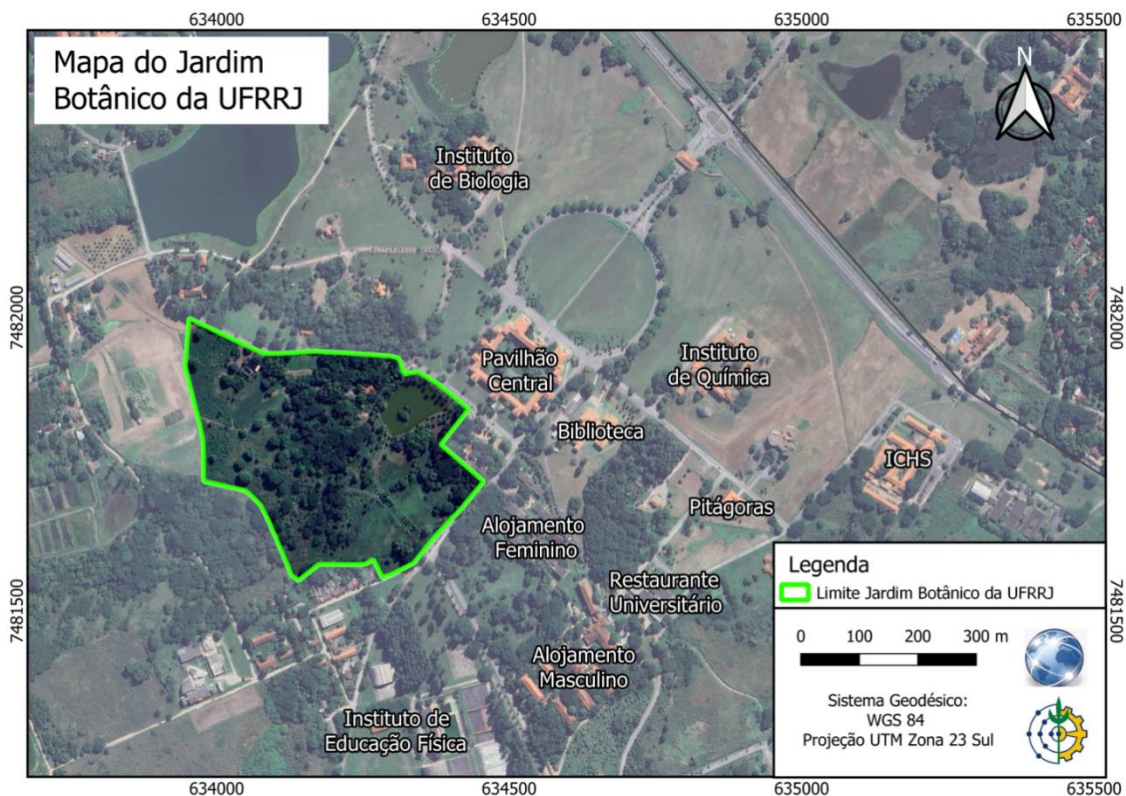 634000
634500
635000
635500
Mapa do Jardim
Botânico da UFRRJ
N
Instituto
de Biologia
7482000
7482000
Pavilhão
Central
Instituto
de Química
Biblioteca
ICHS
Pitágoras
Alojamento
Feminino
Restaurante
Universitário
7481500
7481500
Alojamento
Masculino
Instituto de
Educação Física
Legenda
Limite Jardim Botânico da UFRRJ
0 100 200 300 m
Sistema Geodésico:
WGS 84
Projeção UTM Zona 23 Sul
634000
634500
635000
635500